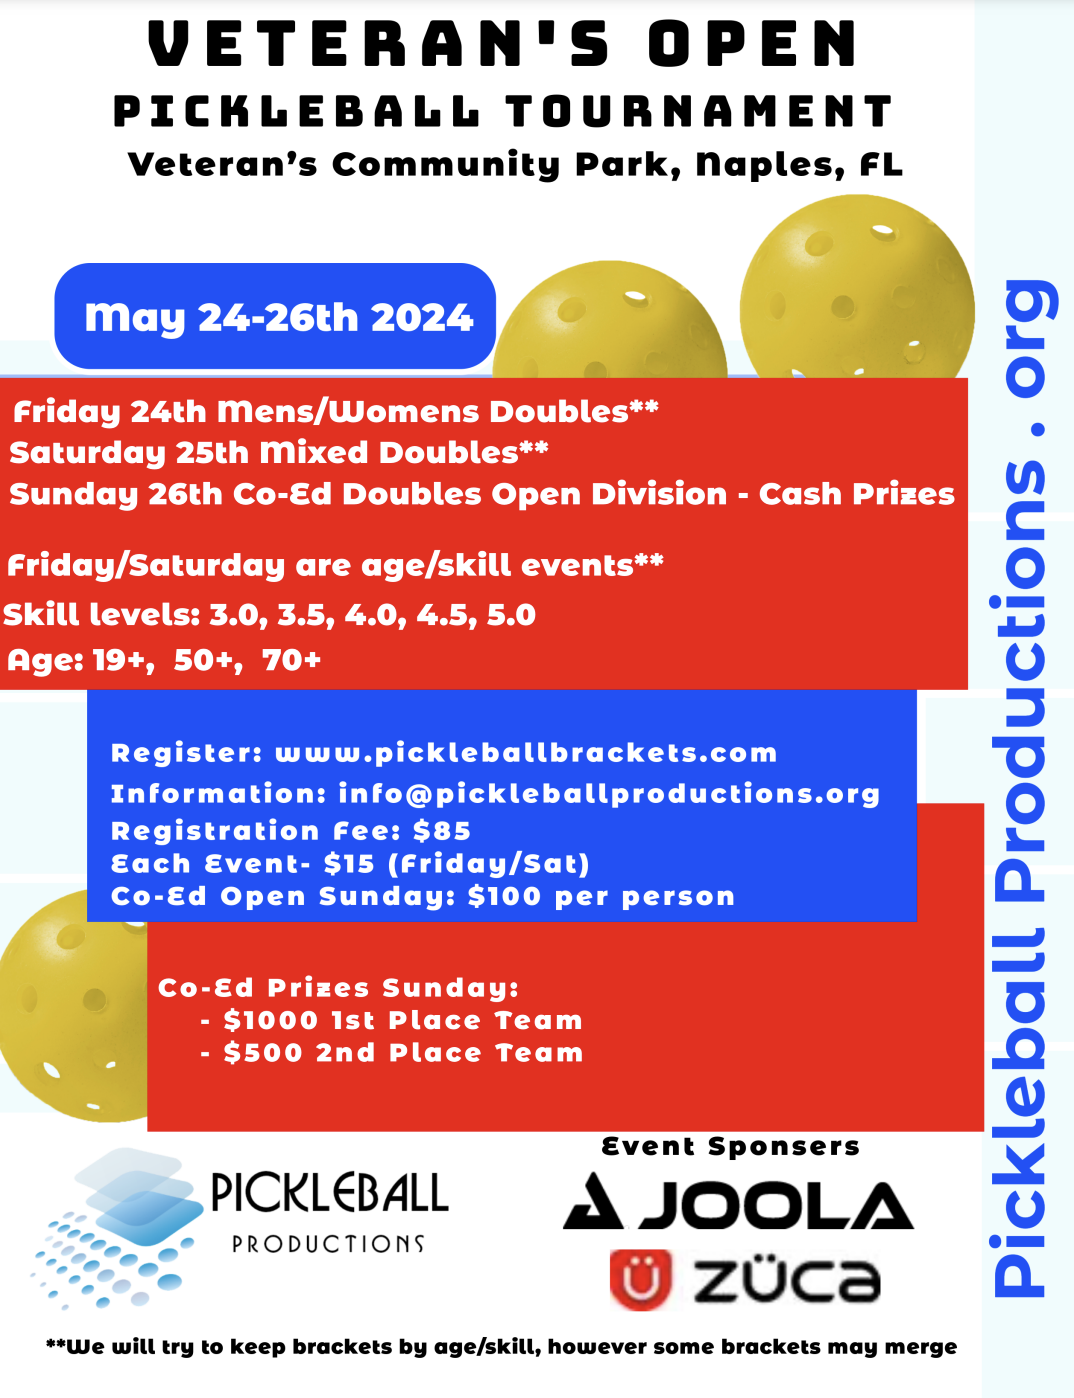 VETERAN'S OPEN
PICKLEBALL TOURNAMENT
Veteran's Community Park, Naples, FL
May 24-26th 2024
Friday 24th Mens/Womens Doubles**
Saturday 25th Mixed Doubles**
Sunday 26th Co-Ed Doubles Open Division - Cash Prizes
Friday/Saturday are age/skill events**
Skill levels: 3.0, 3.5, 4.0, 4.5, 5.0
Age: 19+, 50+, 70+
Register: www.pickleballbrackets.com
Information: info@pickleballproductions.org
Registration Fee: $85
Each Event- $15 (Friday/Sat)
Co-Ed Open Sunday: $100 per person
Co-Ed Prizes Sunday:
- $1000 1st Place Team
- $500 2nd Place Team
Pickleball Productions . org
Event Sponsers
PICKLEBALL
PRODUCTIONS
JOOLA
ZÜCA
**We will try to keep brackets by age/skill, however some brackets may merge